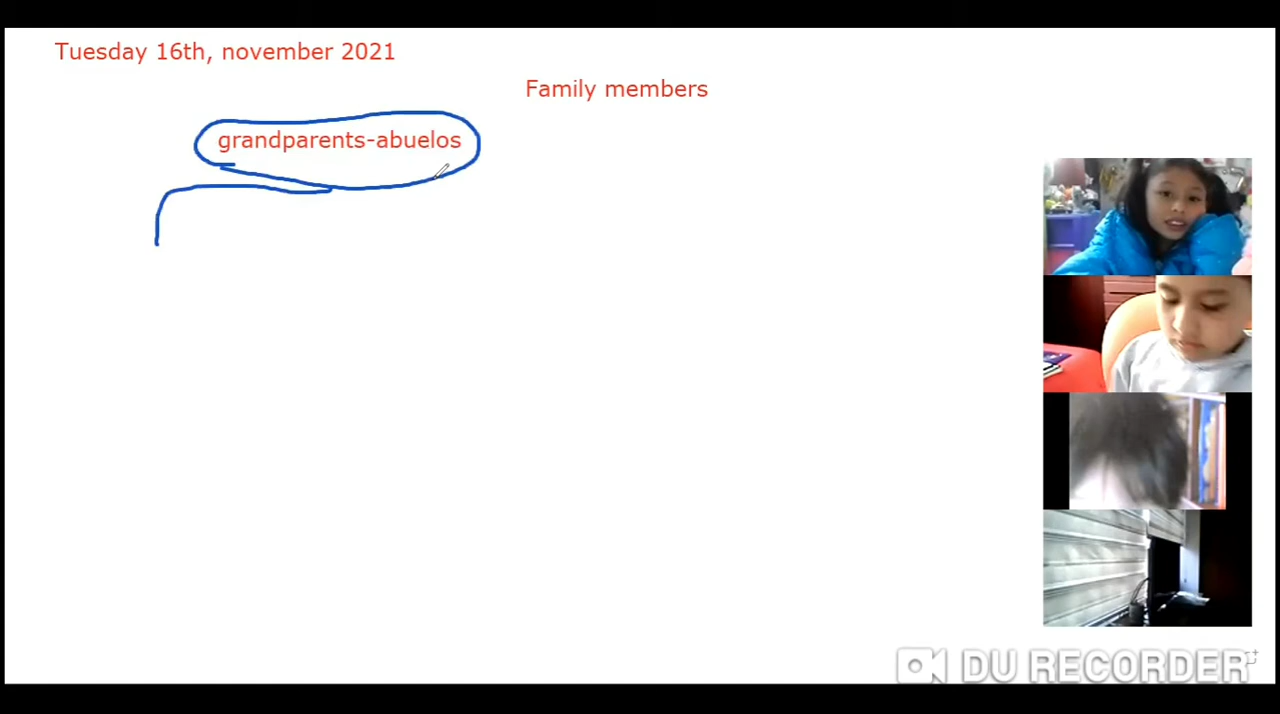 Tuesday 16th, november 2021
Family members
grandparents-abuelos
DU RECORDER